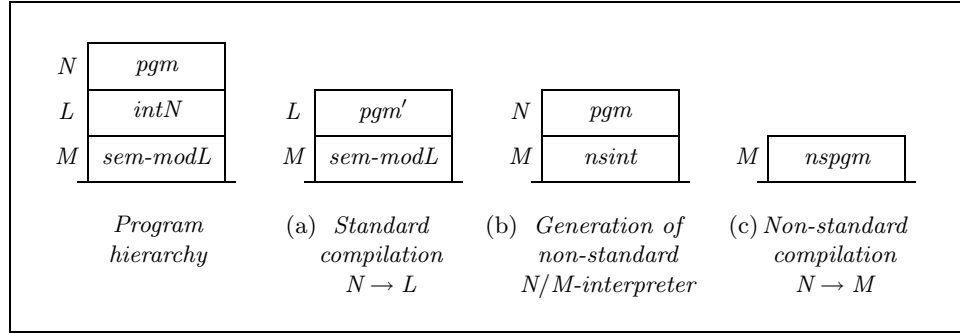 N pgm
L intN
M sem-modL
Program
hierarchy
L pgm′
M sem-modL
(a) Standard
compilation
N → L
N pgm
M nsint
(b) Generation of
non-standard
N/M-interpreter
M nspgm
(c) Non-standard
compilation
N → M